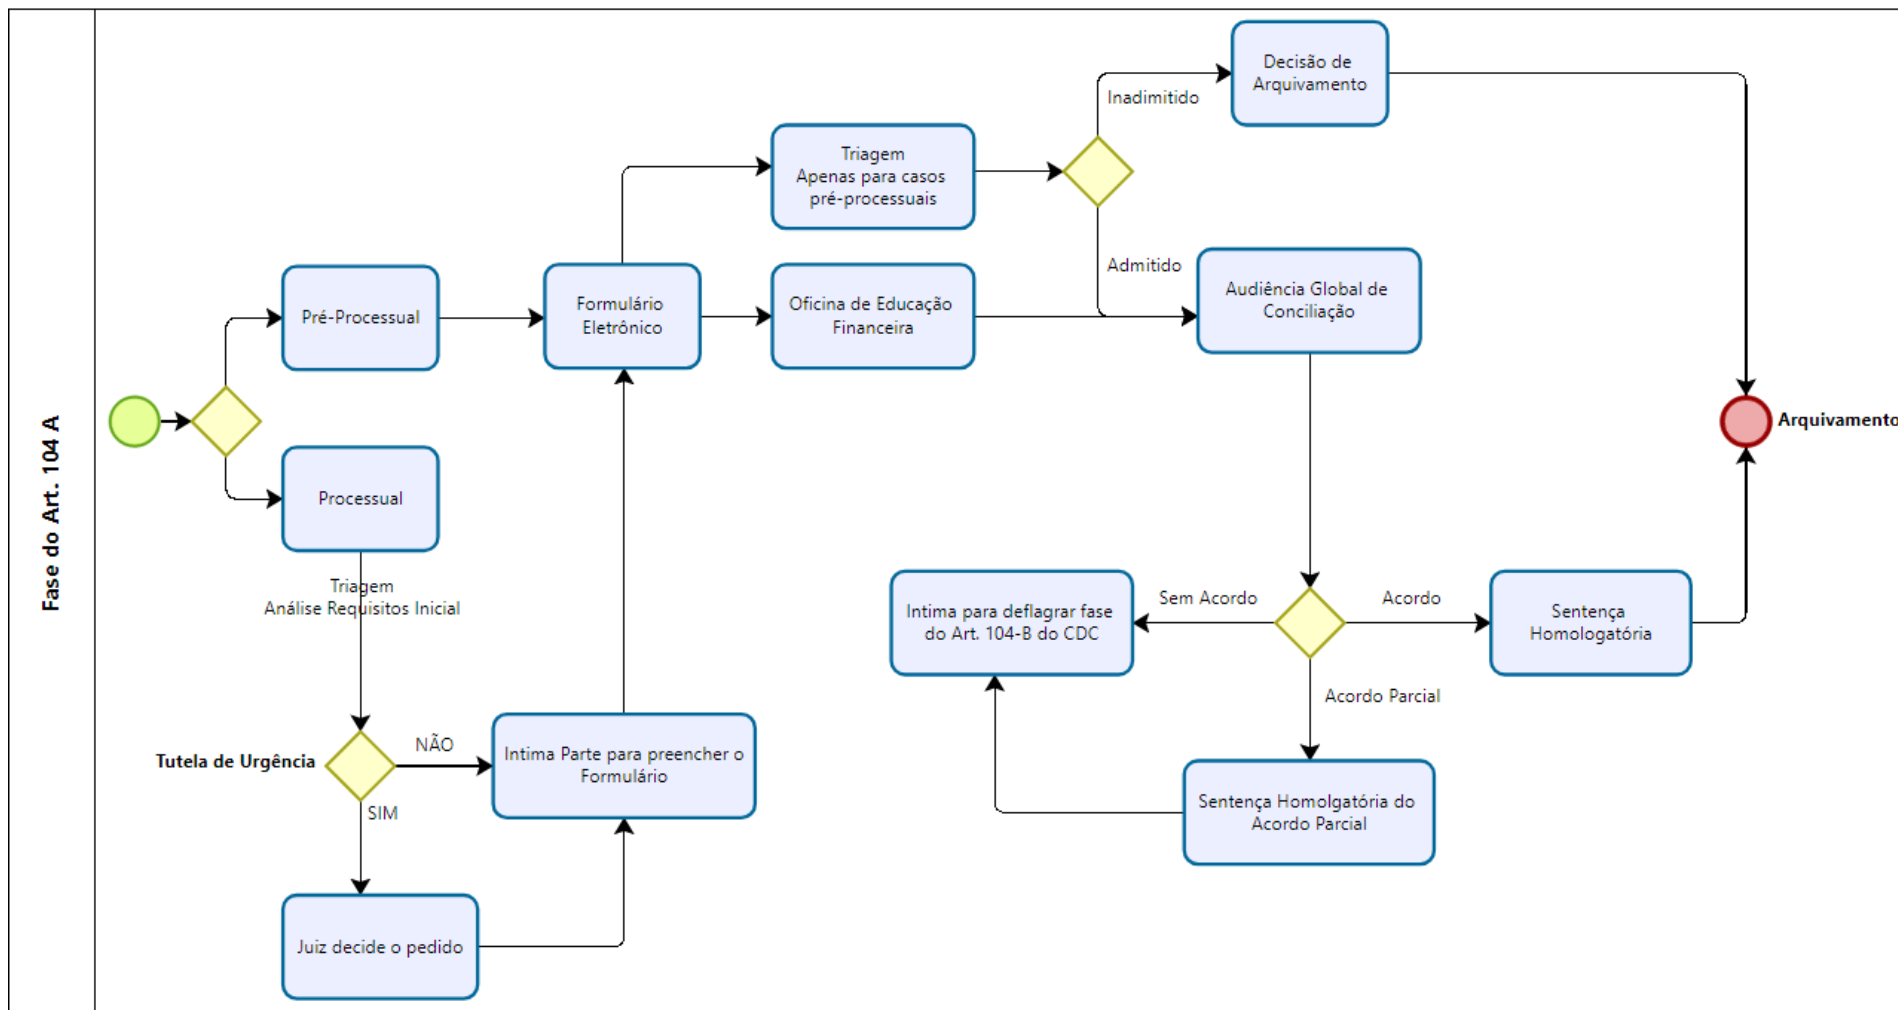 Fase do Art. 104 A
Decisão de
Arquivamento
Inadimitido
Triagem
Apenas para casos
pré-processuais
Admitido
Pré-Processual
Formulário
Eletrônico
Oficina de Educação
Financeira
Audiência Global de
Conciliação
Arquivamento
Processual
Triagem
Análise Requisitos Inicial
Intima para deflagrar fase
do Art. 104-B do CDC
Sem Acordo
Acordo
Sentença
Homologatória
Acordo Parcial
Tutela de Urgência
NÃO
Intima Parte para preencher o
Formulário
SIM
Sentença Homolgatória do
Acordo Parcial
Juiz decide o pedido